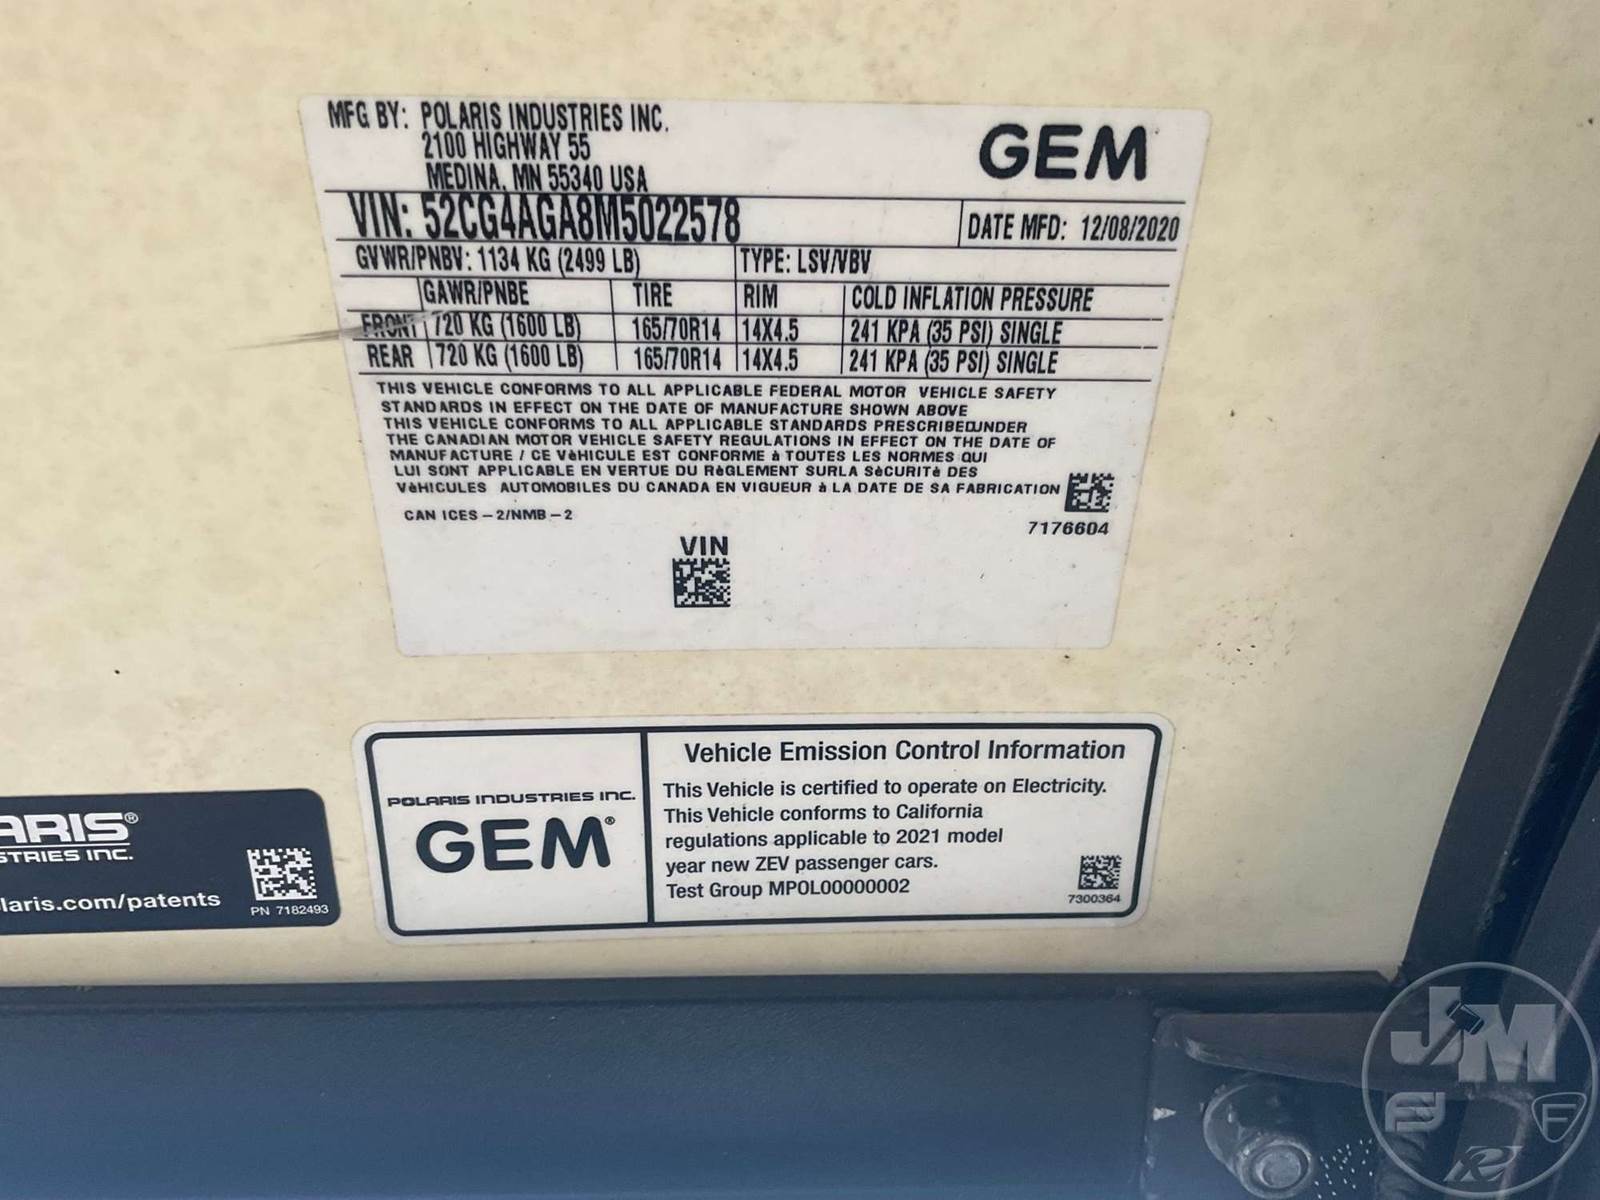 MFG BY: POLARIS INDUSTRIES INC.
2100 HIGHWAY 55
MEDINA, MN 55340 USA
GEM
VIN: 52CG4AGA8M5022578
DATE MFD: 12/08/2020
GVWR/PNBV: 1134 KG (2499 LB)
TYPE: LSV/VBV
GAWR/PNBE TIRE RIM COLD INFLATION PRESSURE
FRONT 720 KG (1600 LB) 165/70R14 14X4.5 241 KPA (35 PSI) SINGLE
REAR 720 KG (1600 LB) 165/70R14 14X4.5 241 KPA (35 PSI) SINGLE
THIS VEHICLE CONFORMS TO ALL APPLICABLE FEDERAL MOTOR VEHICLE SAFETY
STANDARDS IN EFFECT ON THE DATE OF MANUFACTURE SHOWN ABOVE
THIS VEHICLE CONFORMS TO ALL APPLICABLE STANDARDS PRESCRIBED UNDER
THE CANADIAN MOTOR VEHICLE SAFETY REGULATIONS IN EFFECT ON THE DATE OF
MANUFACTURE / CE VèHICULE EST CONFORME à TOUTES LES NORMES QUI
LUI SONT APPLICABLE EN VERTUE DU RèGLEMENT SURLA SèCURITè DES
VèHICULES AUTOMOBILES DU CANADA EN VIGUEUR à LA DATE DE SA FABRICATION
CAN ICES-2/NMB-2
7176604
VIN
POLARIS INDUSTRIES INC.
GEM®
Vehicle Emission Control Information
This Vehicle is certified to operate on Electricity.
This Vehicle conforms to California
regulations applicable to 2021 model
year new ZEV passenger cars.
Test Group MPOL00000002
7300364
ARIS®
STRIES INC.
laris.com/patents
PN 7182493
JM
F